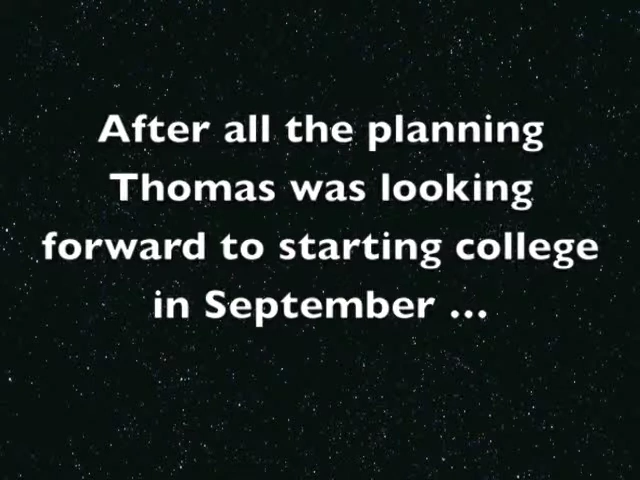 After all the planning
Thomas was looking
forward to starting college
in September ...